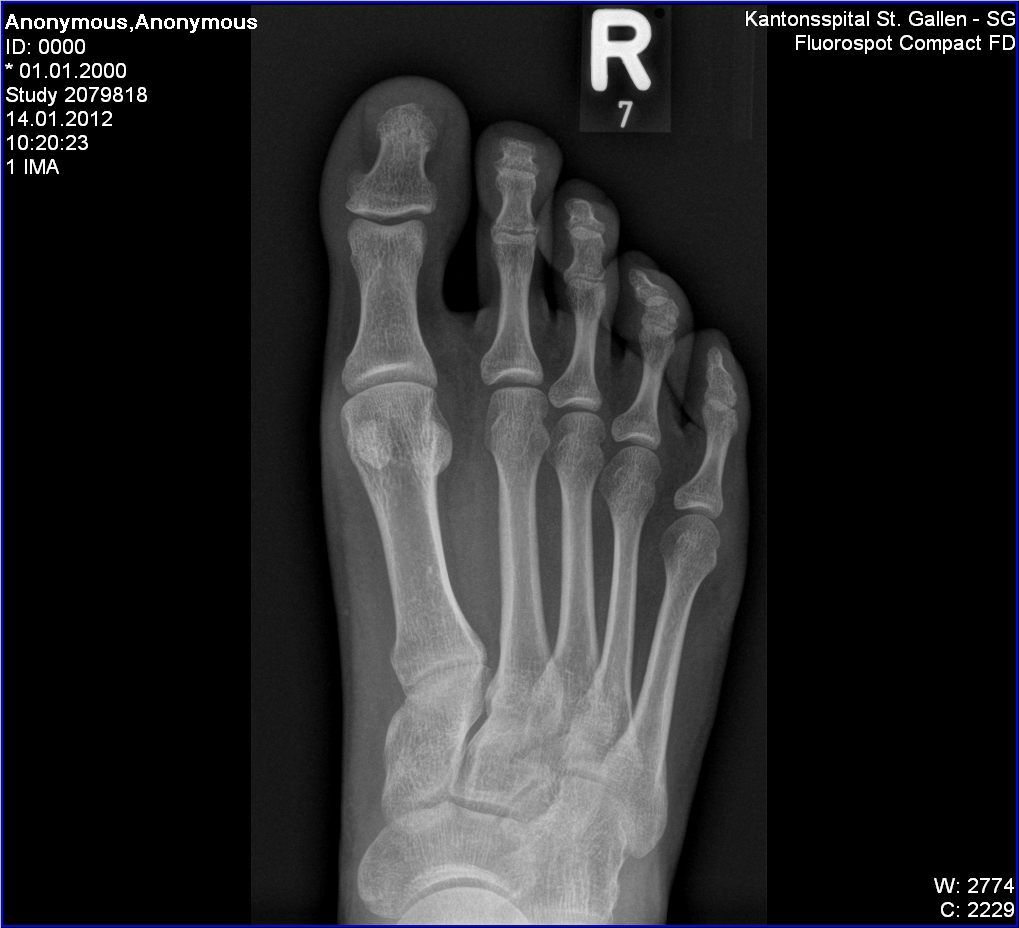 Anonymous,Anonymous
ID: 0000
* 01.01.2000
Study 2079818
14.01.2012
10:20:23
1 IMA
R
7
Kantonsspital St. Gallen - SG
Fluorospot Compact FD
W: 2774
C: 2229